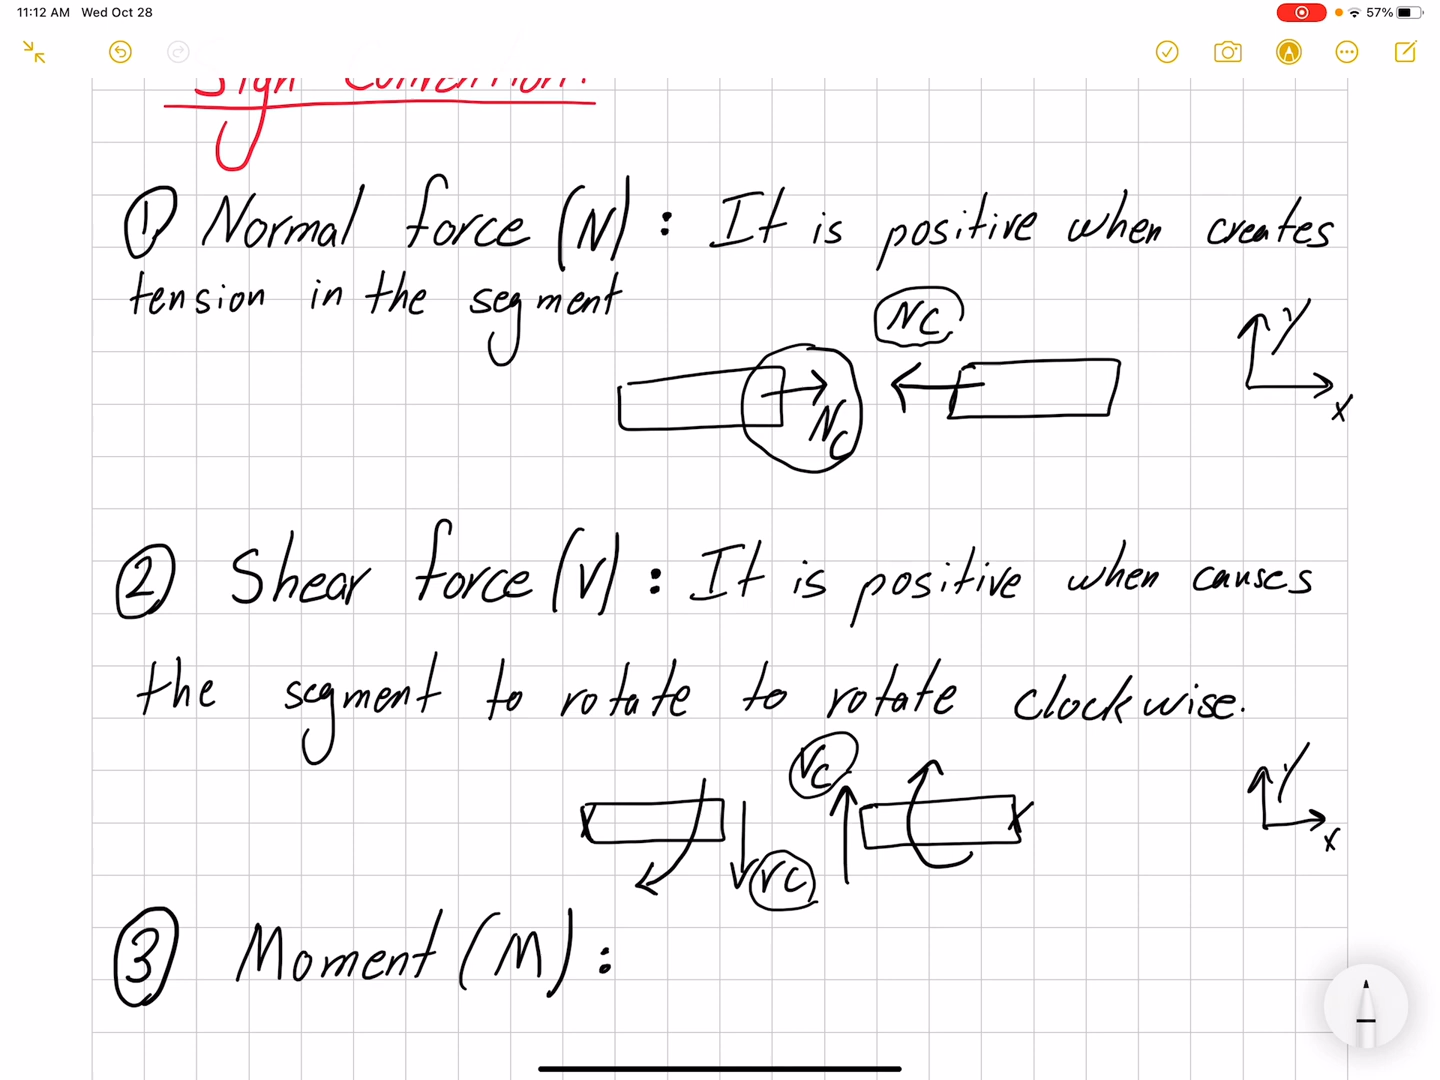 11:12 AM Wed Oct 28
57%
Sign Convention:
① Normal force (N): It is positive when creates
tension in the segment
NC
NC
Y
X
② Shear force (V): It is positive when causes
the segment to rotate to rotate clockwise.
VC
VC
Y
X
③ Moment (M):